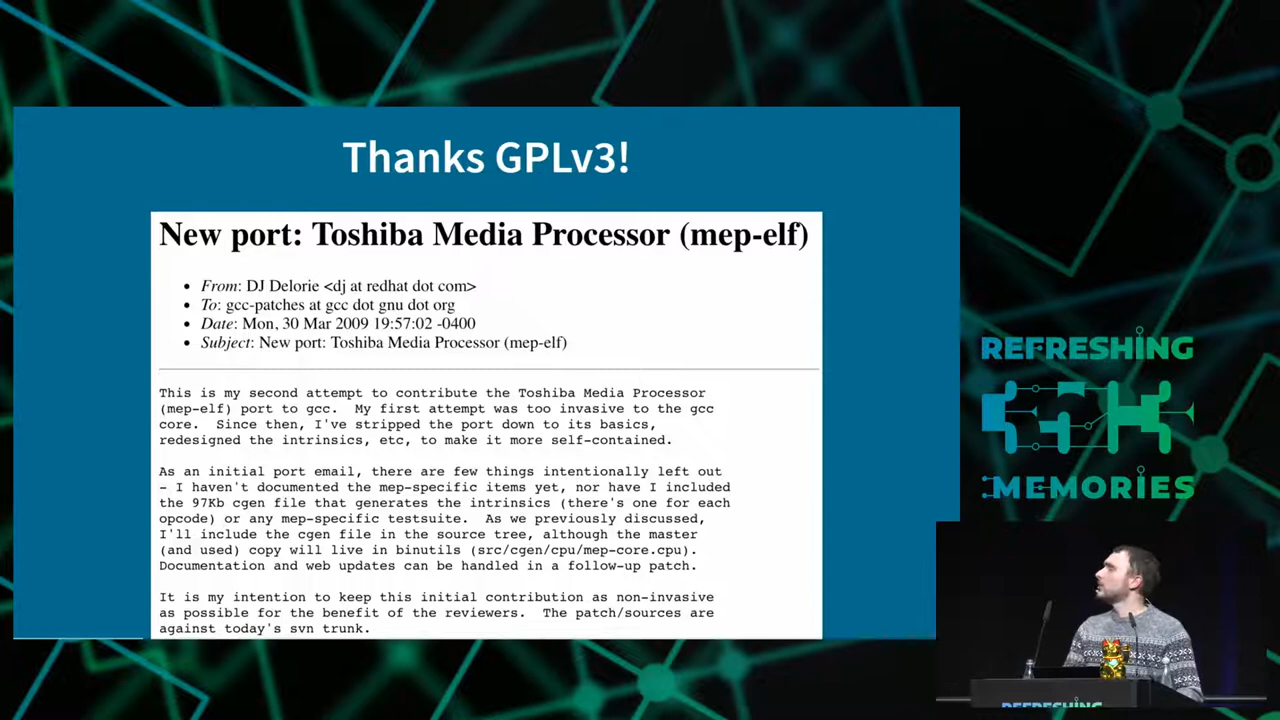 Thanks GPLv3!
New port: Toshiba Media Processor (mep-elf)
• From: DJ Delorie <dj at redhat dot com>
• To: gcc-patches at gcc dot gnu dot org
• Date: Mon, 30 Mar 2009 19:57:02 -0400
• Subject: New port: Toshiba Media Processor (mep-elf)
This is my second attempt to contribute the Toshiba Media Processor
(mep-elf) port to gcc.  My first attempt was too invasive to the gcc
core.  Since then, I've stripped the port down to its basics,
redesigned the intrinsics, etc, to make it more self-contained.
As an initial port email, there are few things intentionally left out
- I haven't documented the mep-specific items yet, nor have I included
the 97Kb cgen file that generates the intrinsics (there's one for each
opcode) or any mep-specific testsuite.  As we previously discussed,
I'll include the cgen file in the source tree, although the master
(and used) copy will live in binutils (src/cgen/cpu/mep-core.cpu).
Documentation and web updates can be handled in a follow-up patch.
It is my intention to keep this initial contribution as non-invasive
as possible for the benefit of the reviewers.  The patch/sources are
against today's svn trunk.
REFRESHING
35C3
MEMORIES
REFRESHING